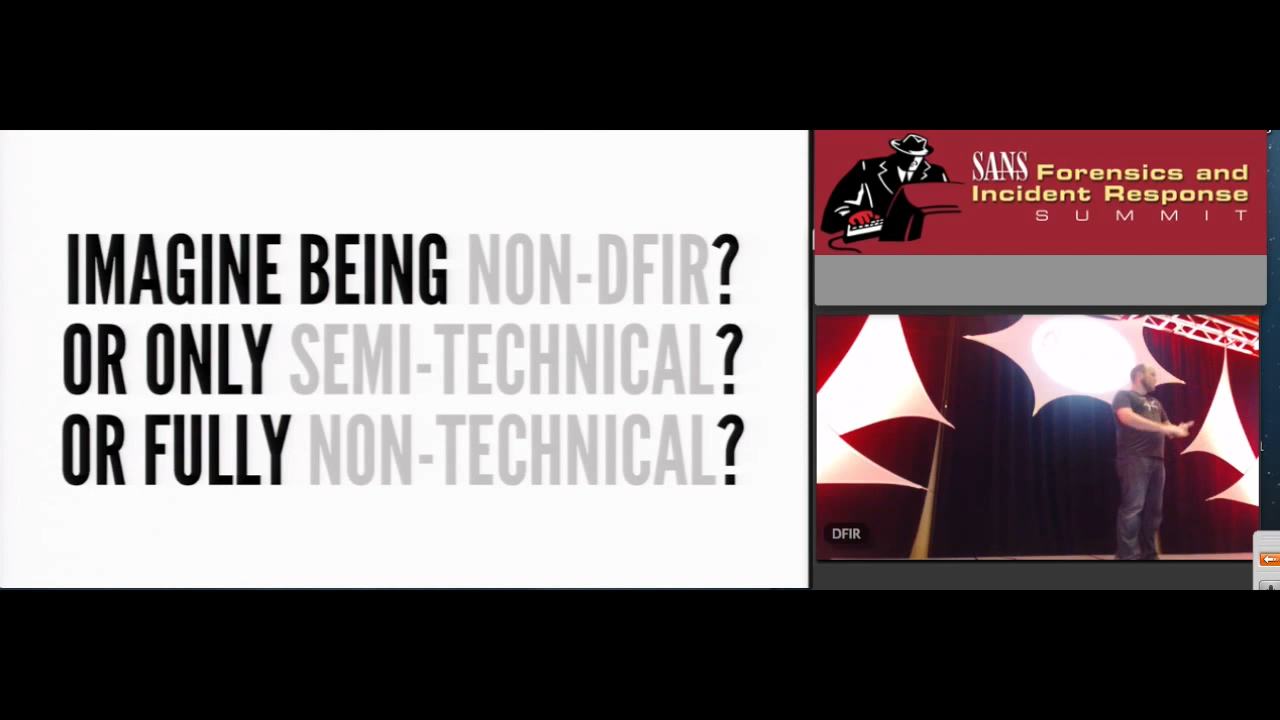 IMAGINE BEING NON-DFIR?
OR ONLY SEMI-TECHNICAL?
OR FULLY NON-TECHNICAL?
SANS Forensics and
Incident Response
SUMMIT
DFIR